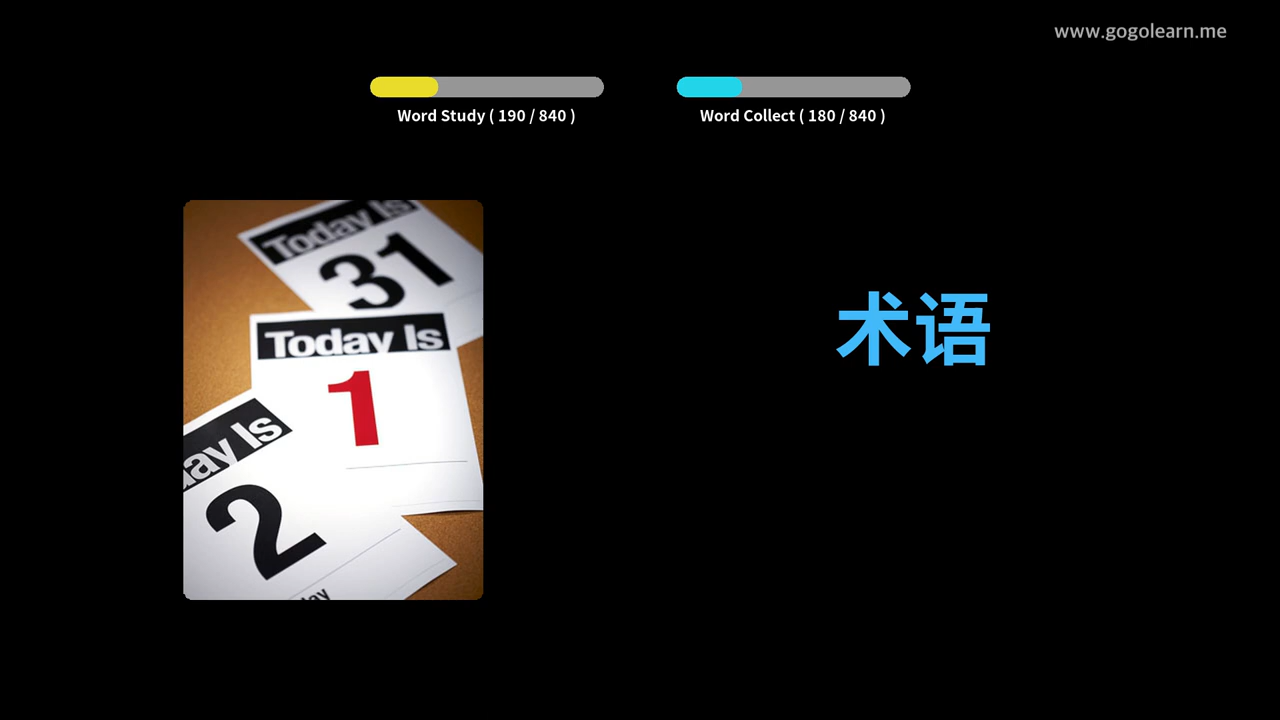 www.gogolearn.me
Word Study ( 190 / 840 )
Word Collect ( 180 / 840 )
Today Is
31
Today Is
1
ay Is
2
ay
术语